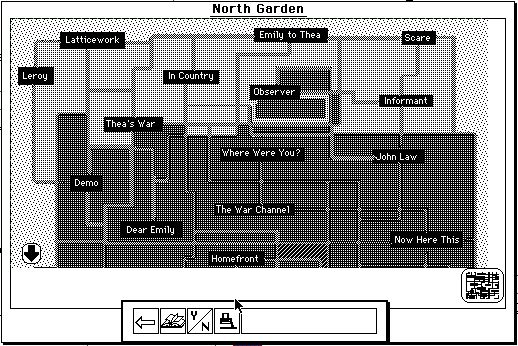 North Garden
Emily to Thea
Latticework
Scare
Leroy
In Country
Observer
Informant
Thea's War
Where Were You?
John Law
Demo
The War Channel
Dear Emily
Now Here This
Homefront
Y
N